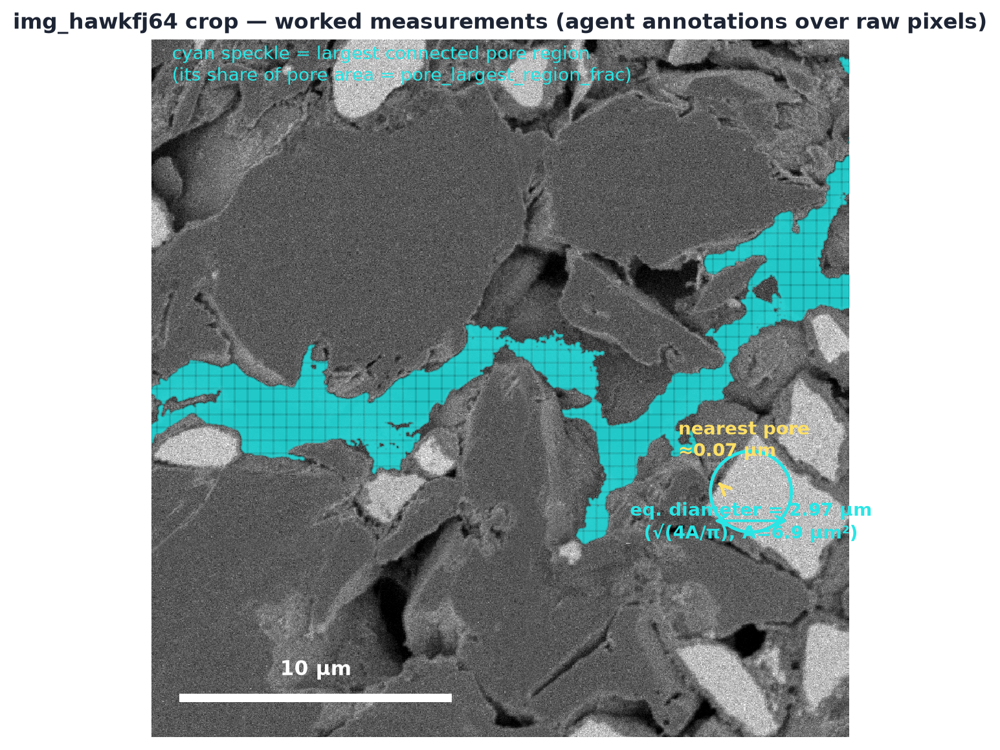 img_hawkfj64 crop — worked measurements (agent annotations over raw pixels)
cyan speckle = largest connected pore region
(its share of pore area = pore_largest_region_frac)
nearest pore
≈0.07 µm
eq. diameter = 2.97 µm
(√(4A/π), A=6.9 µm²)
10 µm